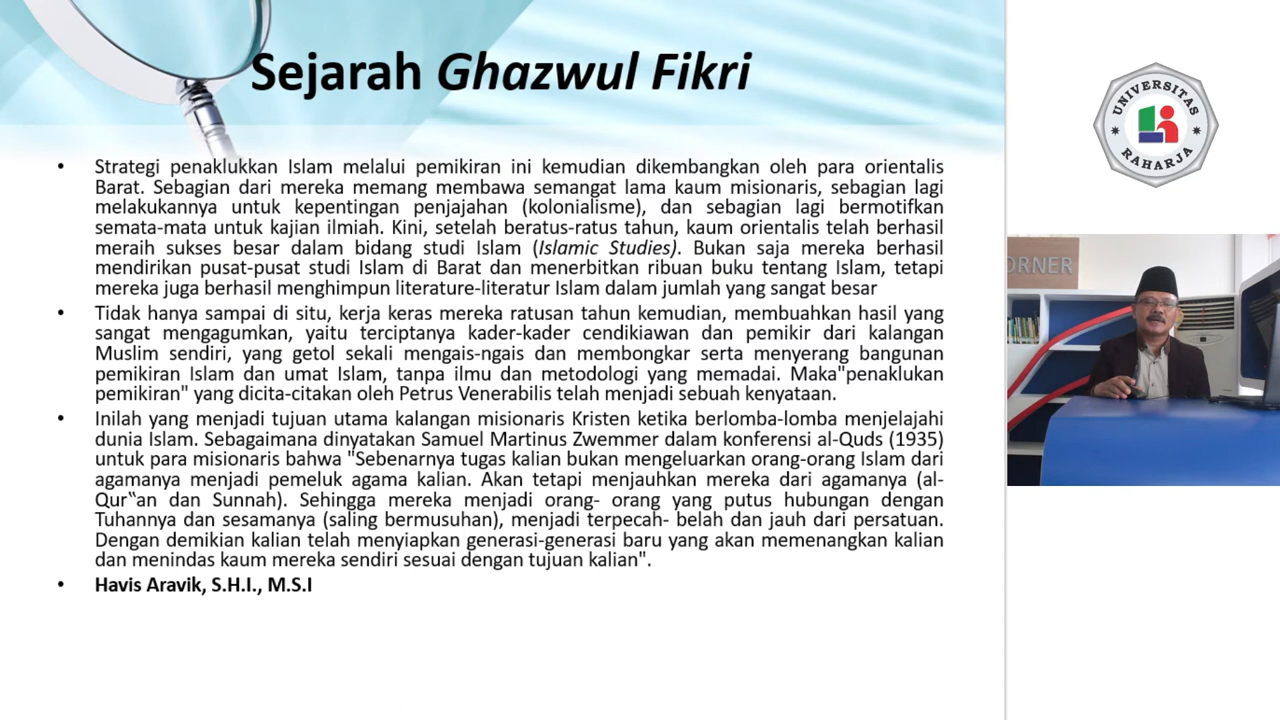 Sejarah Ghazwul Fikri
• Strategi penaklukkan Islam melalui pemikiran ini kemudian dikembangkan oleh para orientalis
Barat. Sebagian dari mereka memang membawa semangat lama kaum misionaris, sebagian lagi
melakukannya untuk kepentingan penjajahan (kolonialisme), dan sebagian lagi bermotifkan
semata-mata untuk kajian ilmiah. Kini, setelah beratus-ratus tahun, kaum orientalis telah berhasil
meraih sukses besar dalam bidang studi Islam (Islamic Studies). Bukan saja mereka berhasil
mendirikan pusat-pusat studi Islam di Barat dan menerbitkan ribuan buku tentang Islam, tetapi
mereka juga berhasil menghimpun literature-literatur Islam dalam jumlah yang sangat besar
• Tidak hanya sampai di situ, kerja keras mereka ratusan tahun kemudian, membuahkan hasil yang
sangat mengagumkan, yaitu terciptanya kader-kader cendikiawan dan pemikir dari kalangan
Muslim sendiri, yang getol sekali mengais-ngais dan membongkar serta menyerang bangunan
pemikiran Islam dan umat Islam, tanpa ilmu dan metodologi yang memadai. Maka"penaklukan
pemikiran" yang dicita-citakan oleh Petrus Venerabilis telah menjadi sebuah kenyataan.
• Inilah yang menjadi tujuan utama kalangan misionaris Kristen ketika berlomba-lomba menjelajahi
dunia Islam. Sebagaimana dinyatakan Samuel Martinus Zwemmer dalam konferensi al-Quds (1935)
untuk para misionaris bahwa "Sebenarnya tugas kalian bukan mengeluarkan orang-orang Islam dari
agamanya menjadi pemeluk agama kalian. Akan tetapi menjauhkan mereka dari agamanya (al-
Qur‟an dan Sunnah). Sehingga mereka menjadi orang- orang yang putus hubungan dengan
Tuhannya dan sesamanya (saling bermusuhan), menjadi terpecah- belah dan jauh dari persatuan.
Dengan demikian kalian telah menyiapkan generasi-generasi baru yang akan memenangkan kalian
dan menindas kaum mereka sendiri sesuai dengan tujuan kalian".
• Havis Aravik, S.H.I., M.S.I
UNIVERSITAS
RAHARJA
ORNER